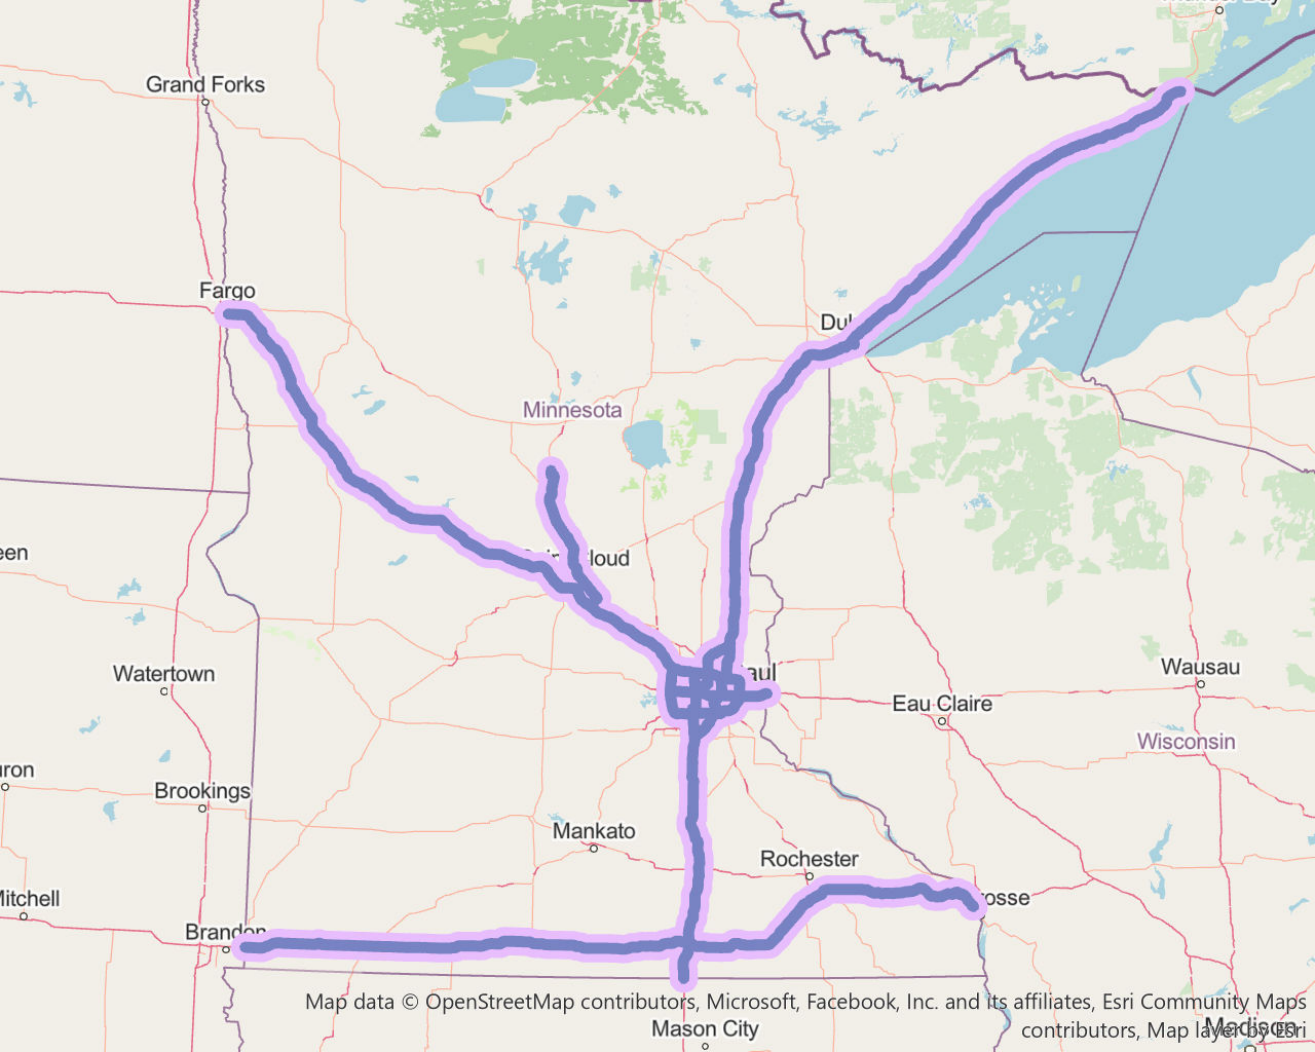 Grand Forks
Fargo
Minnesota
Watertown
Wausau
Eau Claire
Wisconsin
Brookings
Mankato
Rochester
Brandon
Map data © OpenStreetMap contributors, Microsoft, Facebook, Inc. and its affiliates, Esri Community Maps
contributors, Map layer by Esri
Mason City
Madison